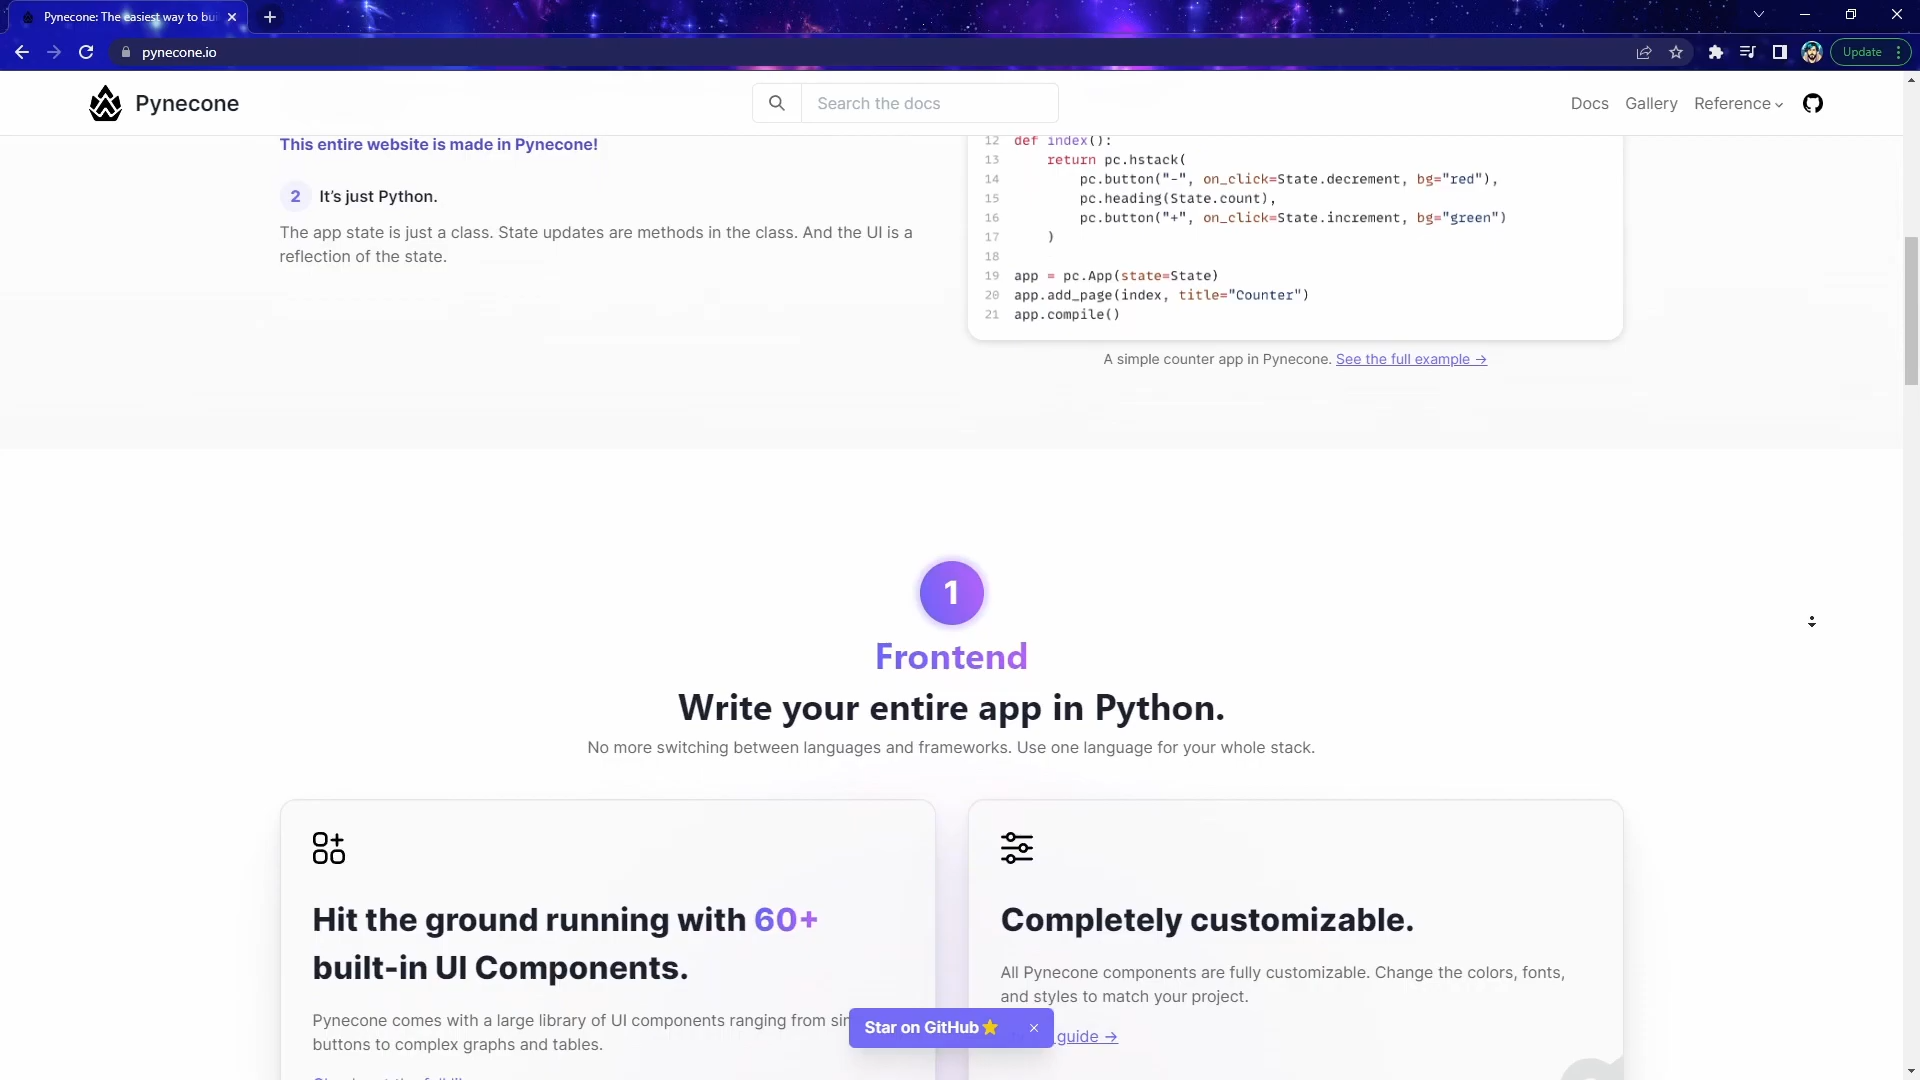 Pynecone: The easiest way to bui
pynecone.io
Update
Pynecone
Search the docs
Docs
Gallery
Reference
This entire website is made in Pynecone!
2
It's just Python.
The app state is just a class. State updates are methods in the class. And the UI is a
reflection of the state.
12 def index():
13 return pc.hstack(
14 pc.button("-", on_click=State.decrement, bg="red"),
15 pc.heading(State.count),
16 pc.button("+", on_click=State.increment, bg="green")
17 )
18
19 app = pc.App(state=State)
20 app.add_page(index, title="Counter")
21 app.compile()
A simple counter app in Pynecone. See the full example →
1
Frontend
Write your entire app in Python.
No more switching between languages and frameworks. Use one language for your whole stack.
Hit the ground running with 60+
built-in UI Components.
Pynecone comes with a large library of UI components ranging from
buttons to complex graphs and tables.
Completely customizable.
All Pynecone components are fully customizable. Change the colors, fonts,
and styles to match your project.
guide →
Star on GitHub⭐